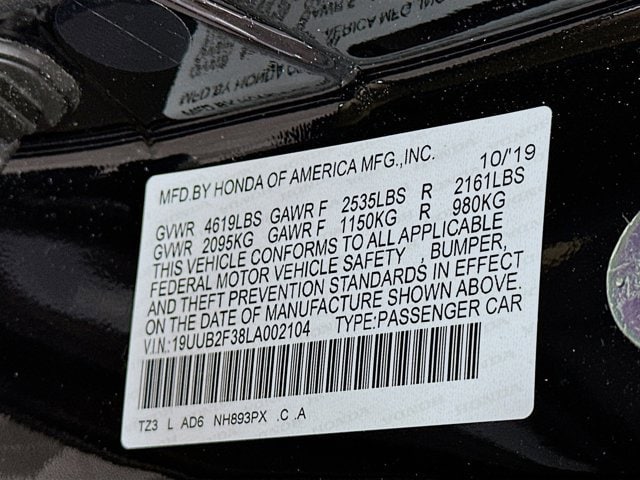 MFD.BY HONDA OF AMERICA MFG.,INC. 10/'19
GVWR 4619LBS GAWR F 2535LBS R 2161LBS
GVWR 2095KG GAWR F 1150KG R 980KG
THIS VEHICLE CONFORMS TO ALL APPLICABLE
FEDERAL MOTOR VEHICLE SAFETY , BUMPER,
AND THEFT PREVENTION STANDARDS IN EFFECT
ON THE DATE OF MANUFACTURE SHOWN ABOVE.
V.I.N:19UUB2F38LA002104 TYPE:PASSENGER CAR
TZ3 L AD6 NH893PX .C .A